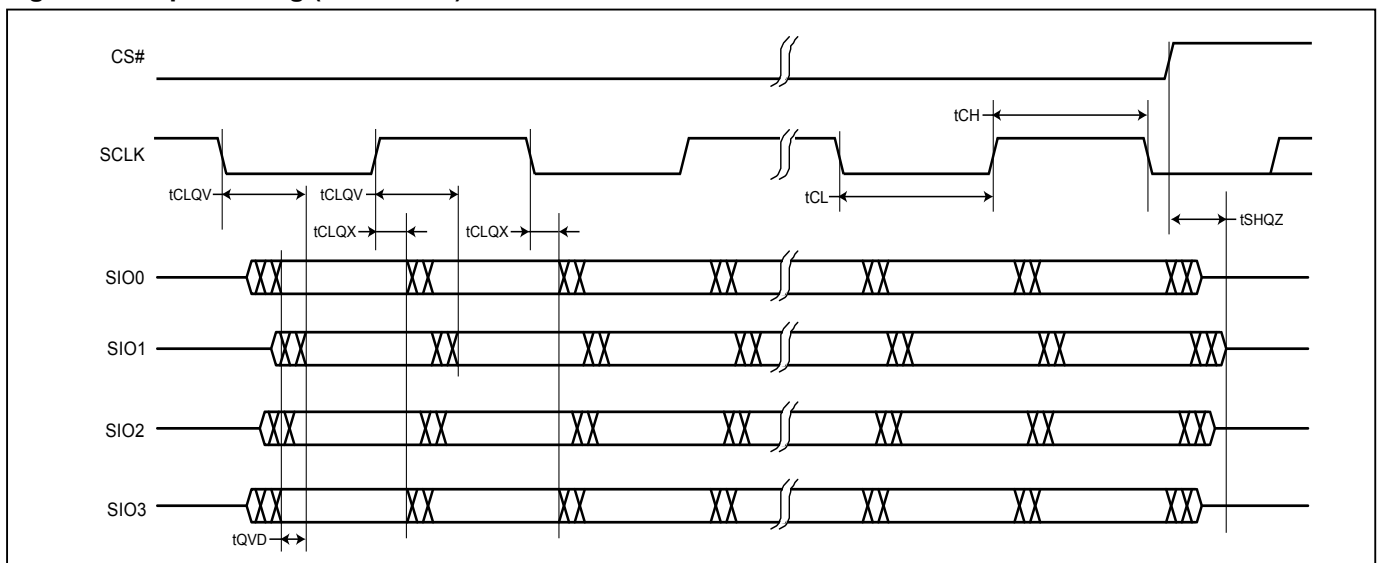 CS#
tCH
SCLK
tCLQV
tCLQV
tCL
tCLQX
tCLQX
tSHQZ
SIO0
SIO1
SIO2
SIO3
tQVD